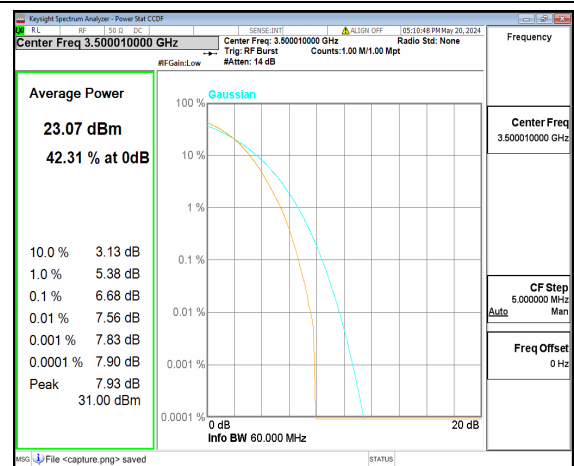 Keysight Spectrum Analyzer - Power Stat CCDF
RL RF 50 Ω DC SENSE:INT ALIGN OFF 05:10:48 PM May 20, 2024
Center Freq 3.500010000 GHz
Center Freq: 3.500010000 GHz Radio Std: None
Trig: RF Burst Counts:1.00 M/1.00 Mpt
#IFGain:Low #Atten: 14 dB
Frequency
Average Power
23.07 dBm
42.31 % at 0dB
10.0 % 3.13 dB
1.0 % 5.38 dB
0.1 % 6.68 dB
0.01 % 7.56 dB
0.001 % 7.83 dB
0.0001 % 7.90 dB
Peak 7.93 dB
31.00 dBm
Gaussian
100 %
10 %
1 %
0.1 %
0.01 %
0.001 %
0.0001 %
0 dB 20 dB
Info BW 60.000 MHz
Center Freq
3.500010000 GHz
CF Step
5.000000 MHz
Auto Man
Freq Offset
0 Hz
MSG File <capture.png> saved STATUS